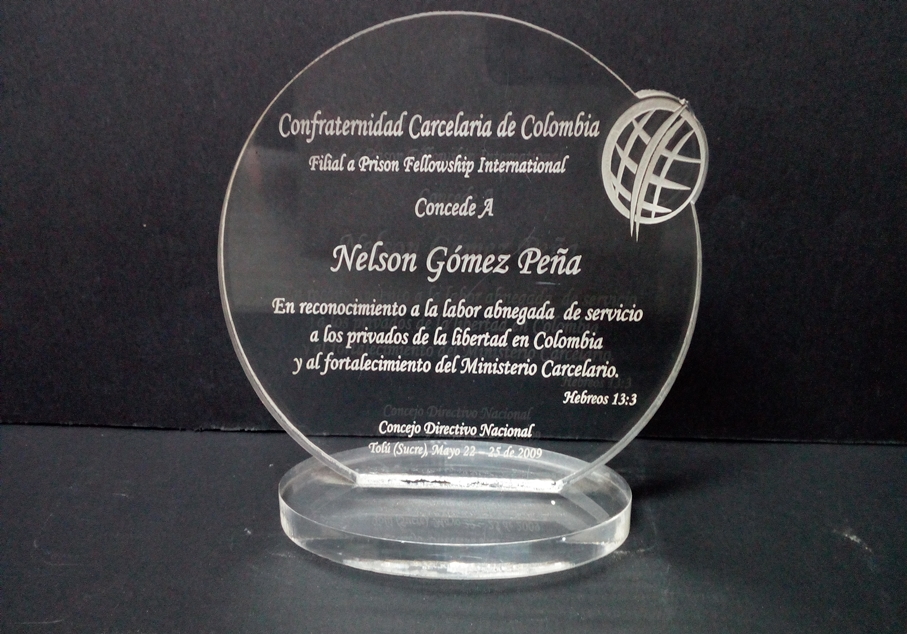 Confraternidad Carcelaria de Colombia
Filial a Prison Fellowship International
Concede A
Nelson Gómez Peña
En reconocimiento a la labor abnegada de servicio
a los privados de la libertad en Colombia
y al fortalecimiento del Ministerio Carcelario.
Hebreos 13:3
Concejo Directivo Nacional
Tolú (Sucre), Mayo 22 – 25 de 2009